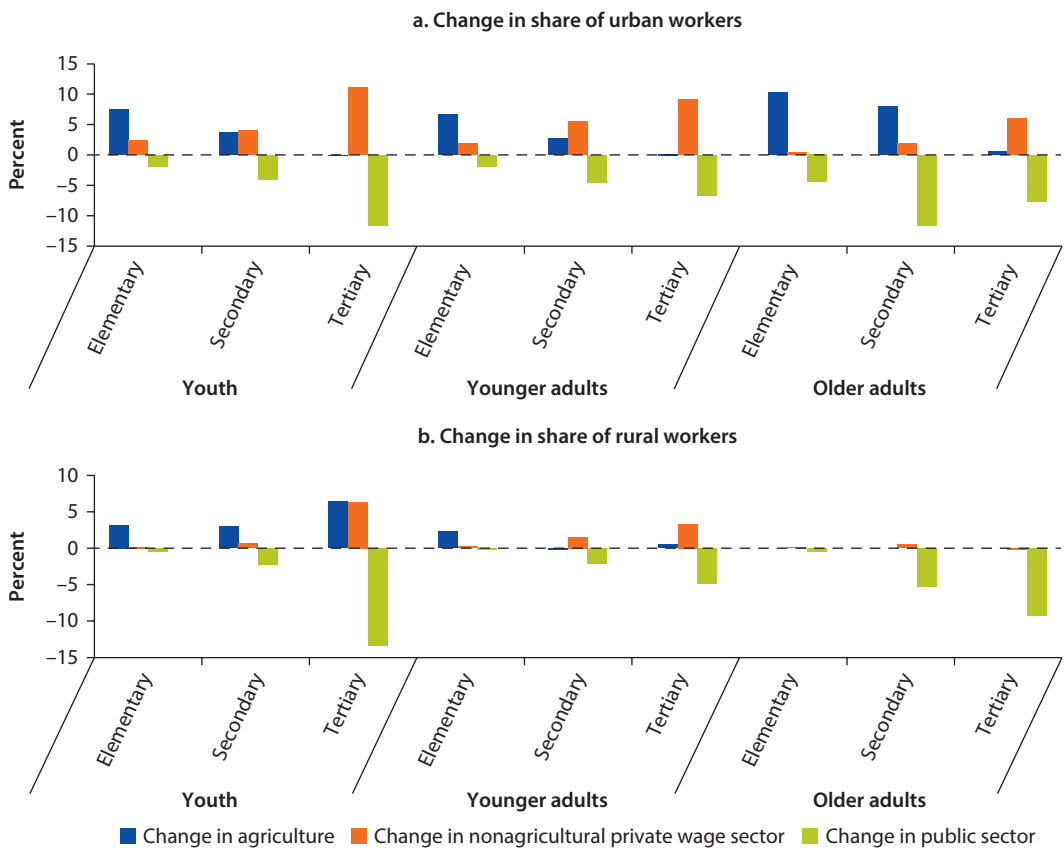 a. Change in share of urban workers
Percent
15
10
5
0
–5
–10
–15
Elementary
Secondary
Tertiary
Elementary
Secondary
Tertiary
Elementary
Secondary
Tertiary
Youth
Younger adults
Older adults
b. Change in share of rural workers
Percent
10
5
0
–5
–10
–15
Elementary
Secondary
Tertiary
Elementary
Secondary
Tertiary
Elementary
Secondary
Tertiary
Youth
Younger adults
Older adults
Change in agriculture
Change in nonagricultural private wage sector
Change in public sector